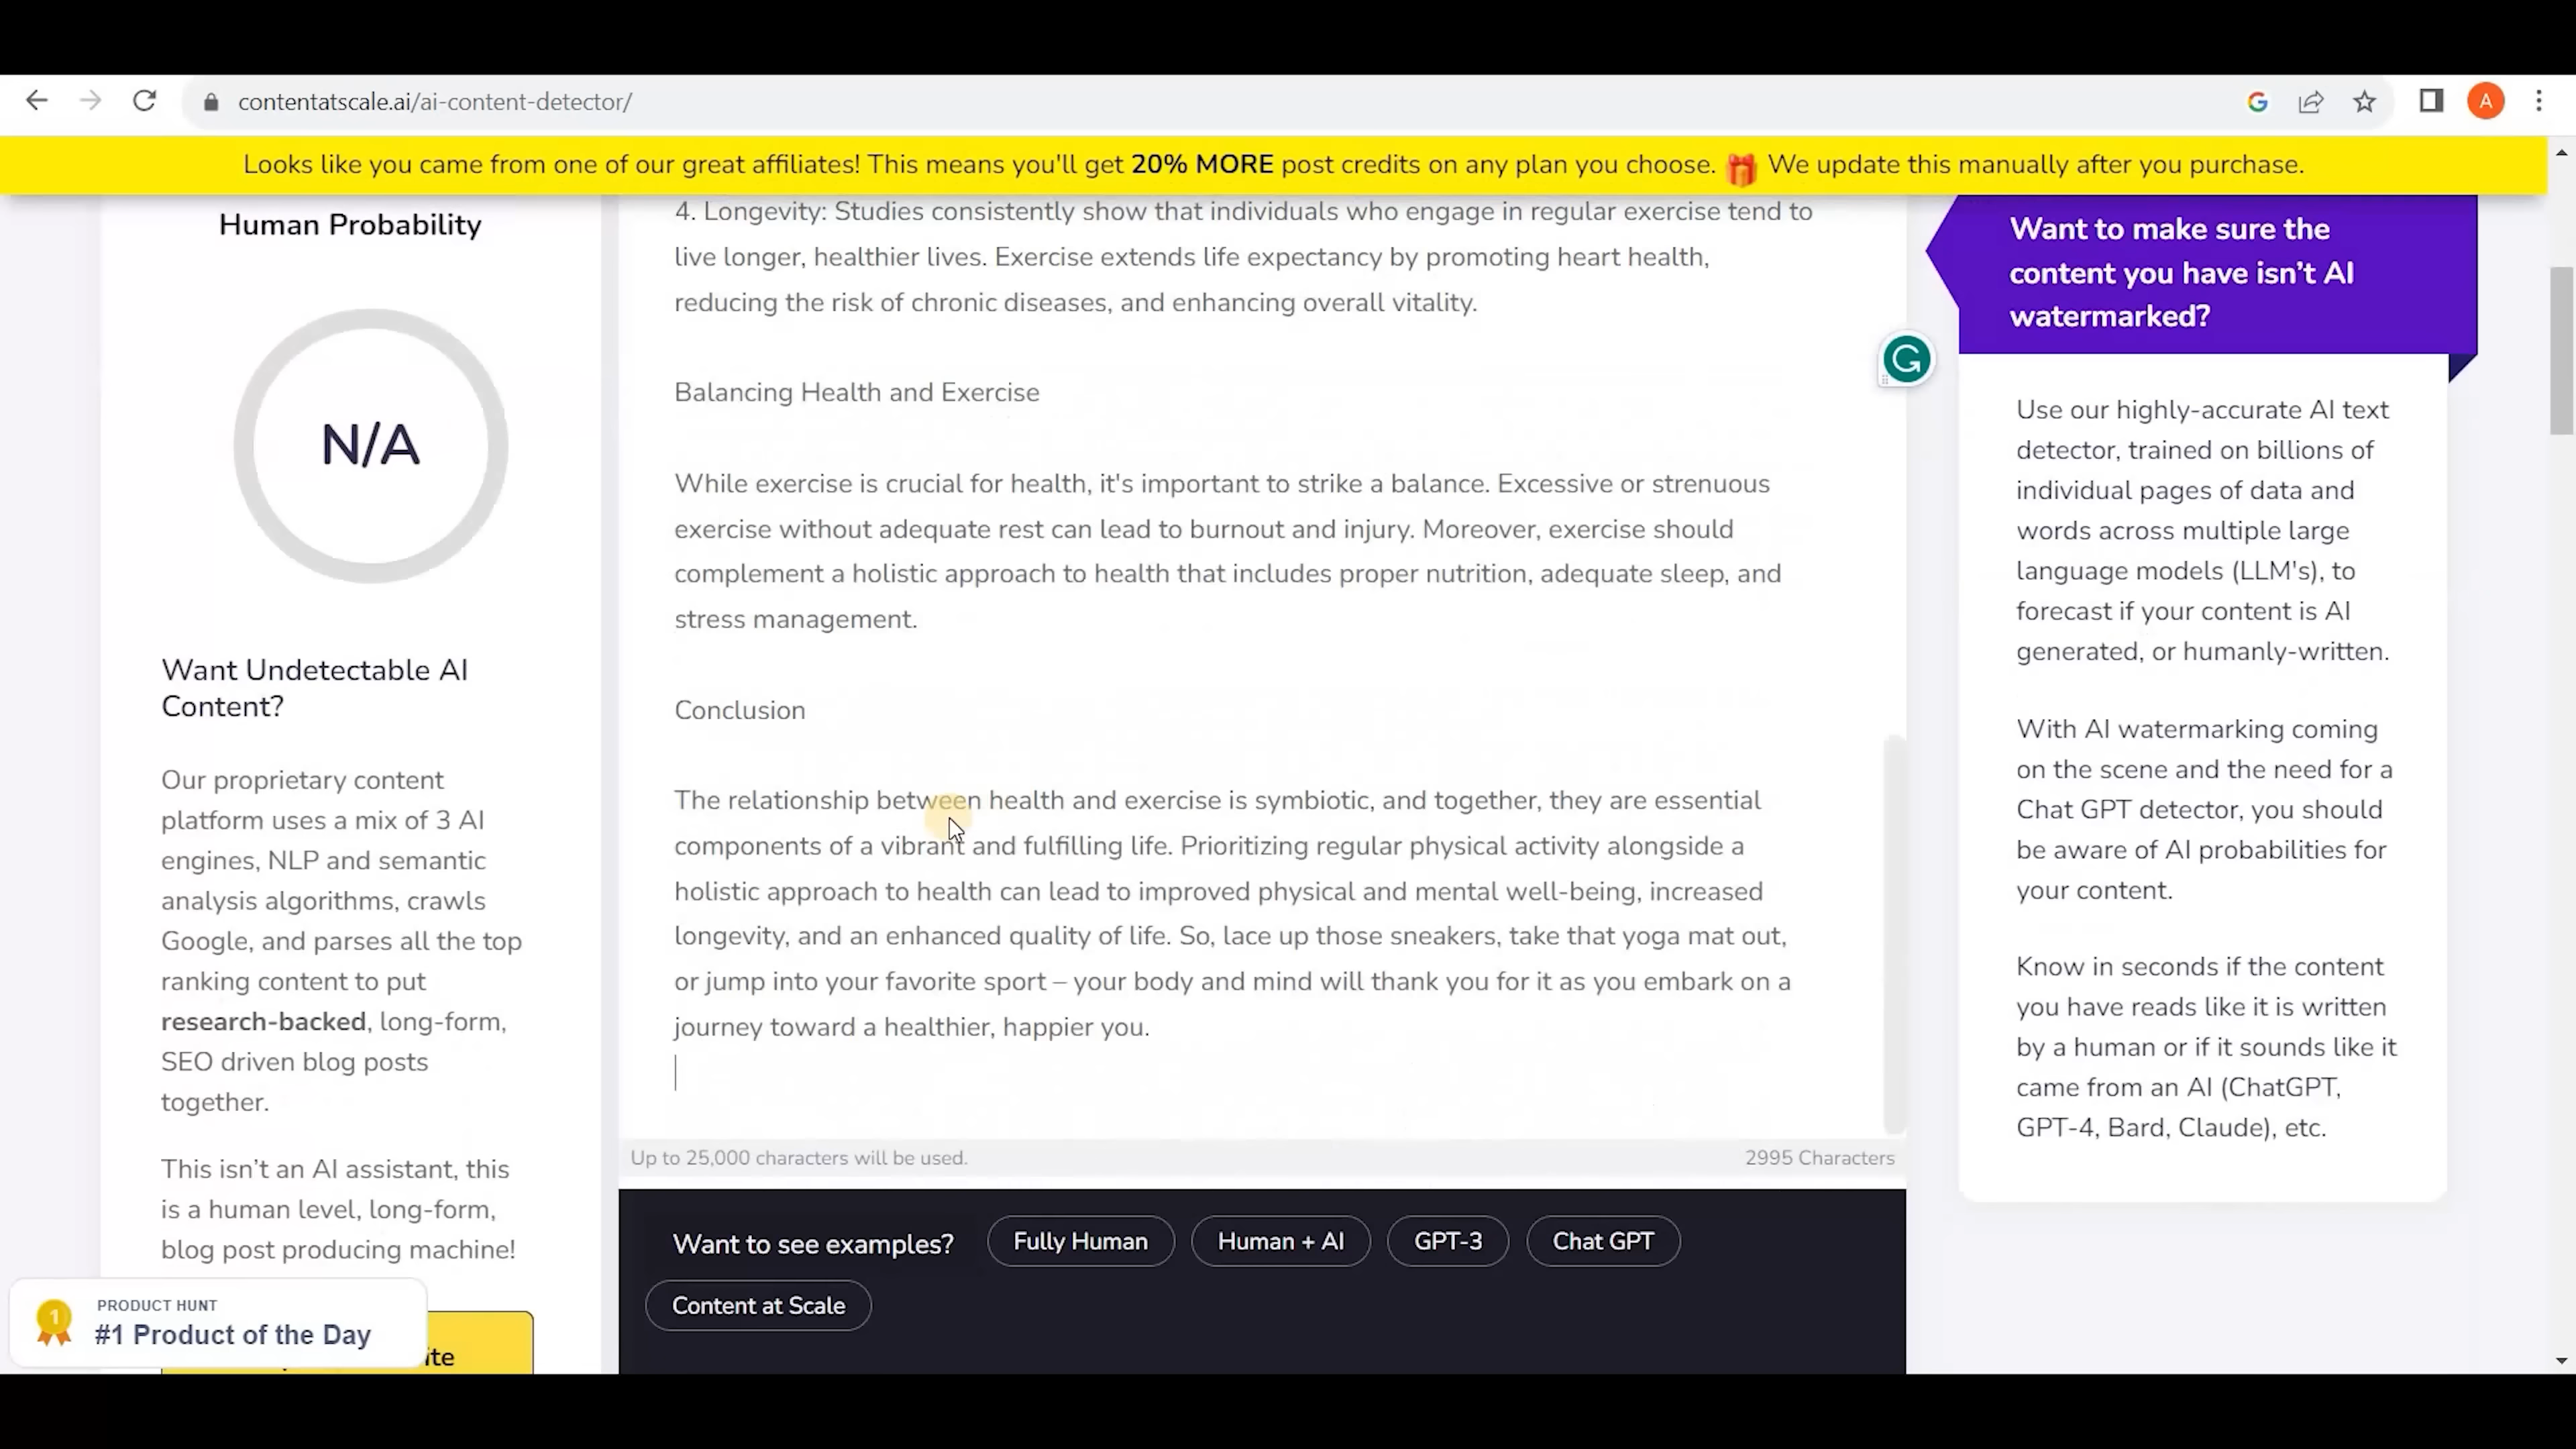 contentatscale.ai/ai-content-detector/
A
Looks like you came from one of our great affiliates! This means you'll get 20% MORE post credits on any plan you choose. We update this manually after you purchase.
Human Probability
N/A
Want Undetectable AI
Content?
Our proprietary content
platform uses a mix of 3 AI
engines, NLP and semantic
analysis algorithms, crawls
Google, and parses all the top
ranking content to put
research-backed, long-form,
SEO driven blog posts
together.
This isn't an AI assistant, this
is a human level, long-form,
blog post producing machine!
1
PRODUCT HUNT
#1 Product of the Day
4. Longevity: Studies consistently show that individuals who engage in regular exercise tend to
live longer, healthier lives. Exercise extends life expectancy by promoting heart health,
reducing the risk of chronic diseases, and enhancing overall vitality.
Balancing Health and Exercise
While exercise is crucial for health, it's important to strike a balance. Excessive or strenuous
exercise without adequate rest can lead to burnout and injury. Moreover, exercise should
complement a holistic approach to health that includes proper nutrition, adequate sleep, and
stress management.
Conclusion
The relationship between health and exercise is symbiotic, and together, they are essential
components of a vibrant and fulfilling life. Prioritizing regular physical activity alongside a
holistic approach to health can lead to improved physical and mental well-being, increased
longevity, and an enhanced quality of life. So, lace up those sneakers, take that yoga mat out,
or jump into your favorite sport – your body and mind will thank you for it as you embark on a
journey toward a healthier, happier you.
Up to 25,000 characters will be used.
2995 Characters
Want to see examples?
Fully Human
Human + AI
GPT-3
Chat GPT
Content at Scale
Want to make sure the
content you have isn't AI
watermarked?
Use our highly-accurate AI text
detector, trained on billions of
individual pages of data and
words across multiple large
language models (LLM's), to
forecast if your content is AI
generated, or humanly-written.
With AI watermarking coming
on the scene and the need for a
Chat GPT detector, you should
be aware of AI probabilities for
your content.
Know in seconds if the content
you have reads like it is written
by a human or if it sounds like it
came from an AI (ChatGPT,
GPT-4, Bard, Claude), etc.